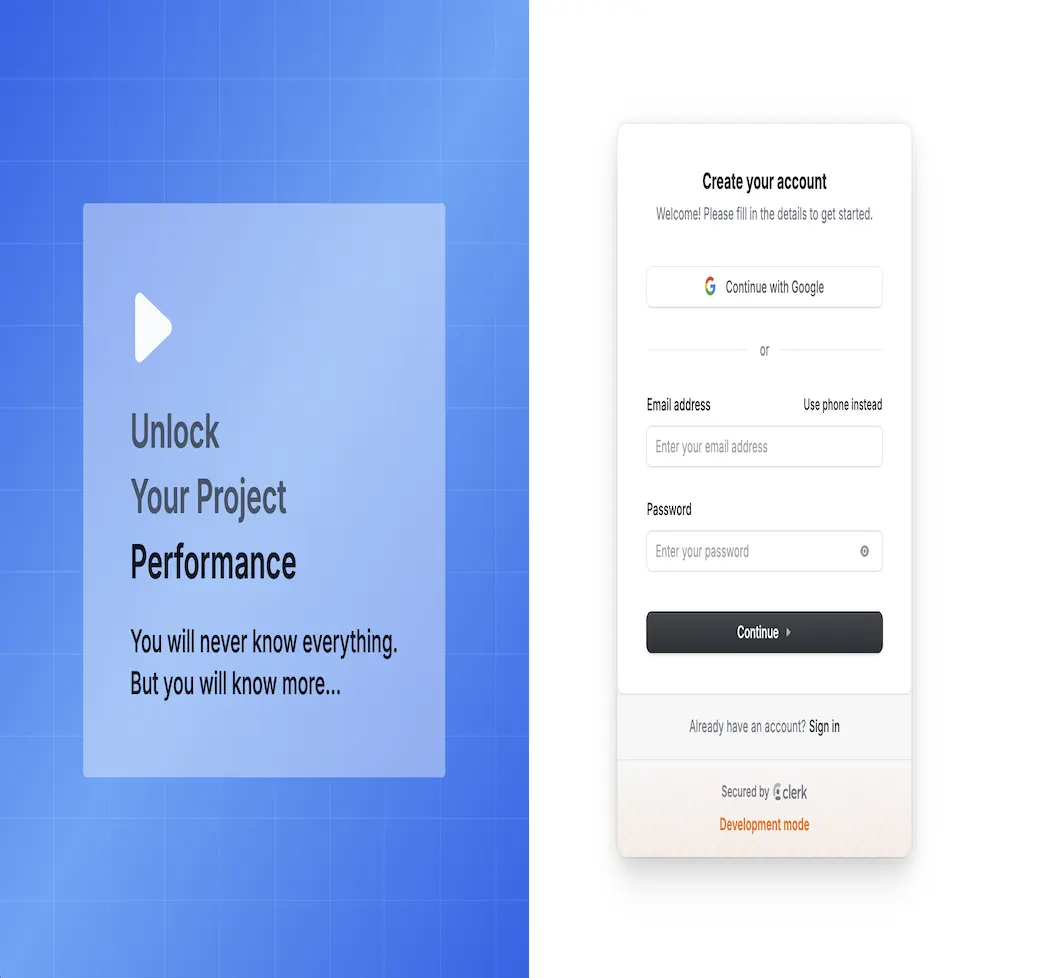 Unlock
Your Project
Performance
You will never know everything.
But you will know more...
Create your account
Welcome! Please fill in the details to get started.
Continue with Google
or
Email address
Use phone instead
Enter your email address
Password
Enter your password
Continue
Already have an account? Sign in
Secured by clerk
Development mode